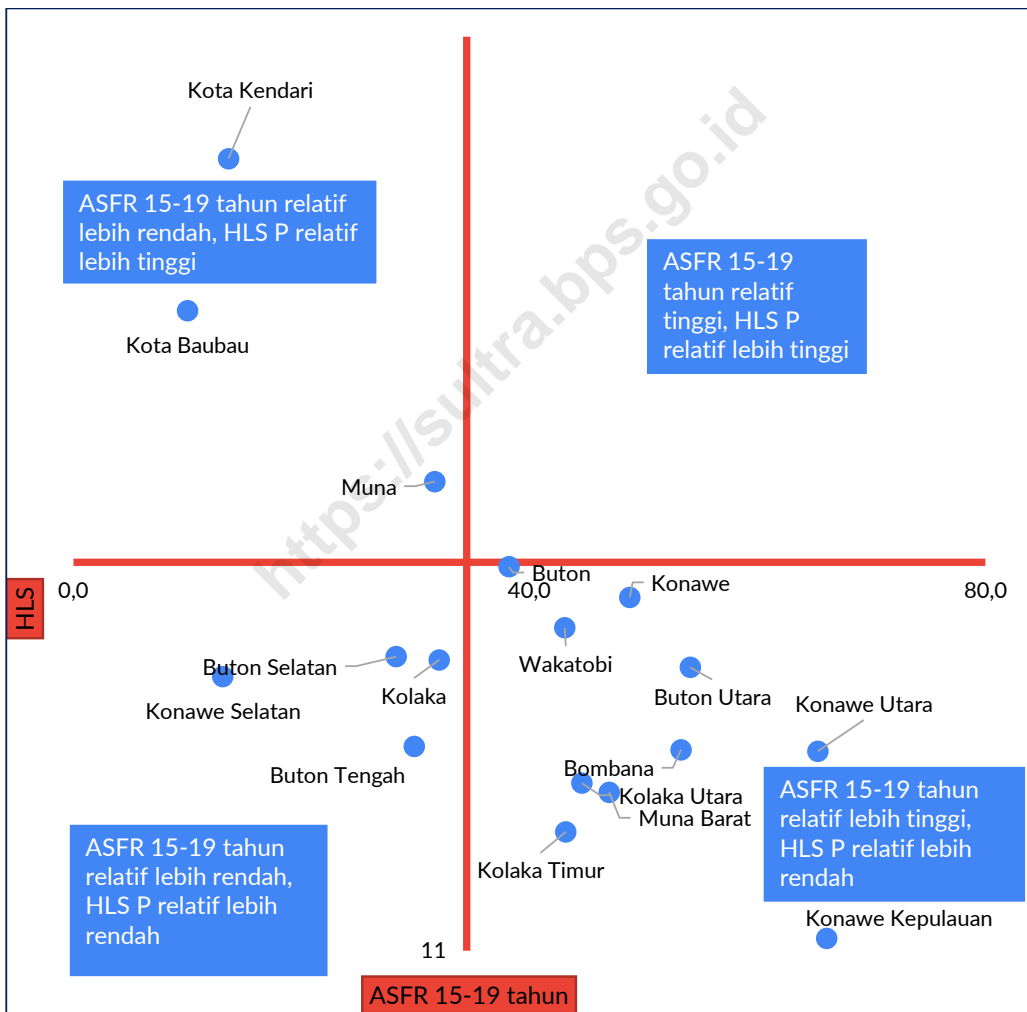 Kota Kendari
ASFR 15-19 tahun relatif
lebih rendah, HLS P relatif
lebih tinggi
ASFR 15-19
tahun relatif
tinggi, HLS P
relatif lebih tinggi
Kota Baubau
https://sultra.bps.go.id
Muna
Buton
Konawe
0,0
40,0
80,0
HLS
Wakatobi
Buton Selatan
Kolaka
Buton Utara
Konawe Selatan
Konawe Utara
Buton Tengah
Bombana
Kolaka Utara
Muna Barat
Kolaka Timur
ASFR 15-19 tahun
relatif lebih tinggi,
HLS P relatif lebih
rendah
ASFR 15-19 tahun
relatif lebih rendah,
HLS P relatif lebih
rendah
Konawe Kepulauan
11
ASFR 15-19 tahun